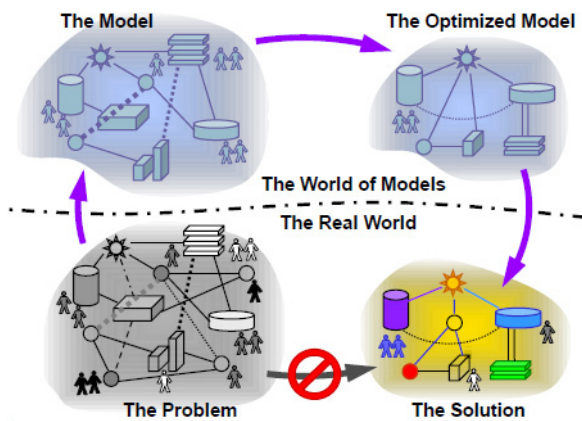 The Model
The Optimized Model
The World of Models
The Real World
The Problem
The Solution